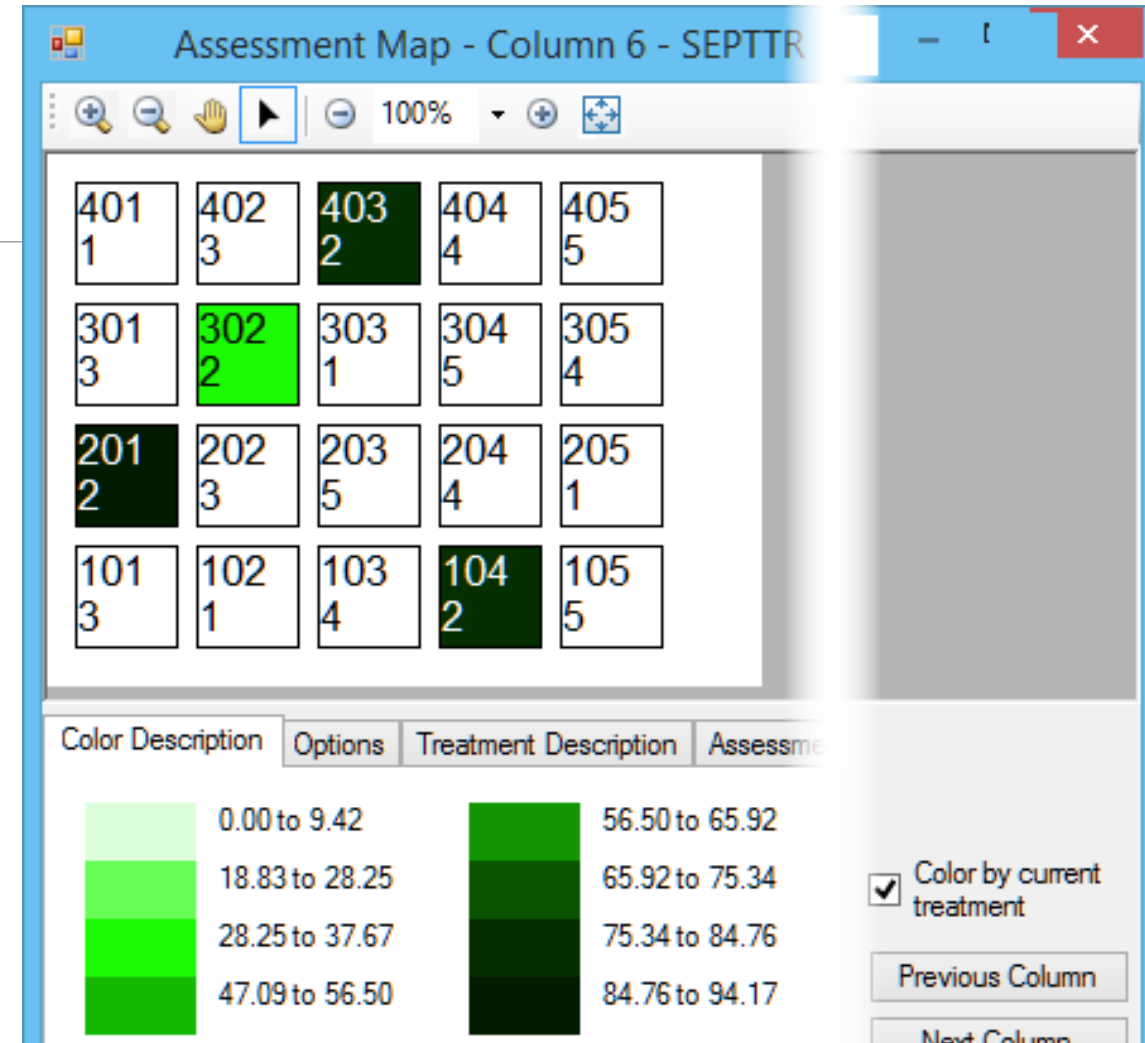 Assessment Map - Column 6 - SEPTTR
100%
401 402 403 404 405
1 3 2 4 5
301 302 303 304 305
3 2 1 5 4
201 202 203 204 205
2 3 5 4 1
101 102 103 104 105
3 1 4 2 5
Color Description Options Treatment Description
0.00 to 9.42
18.83 to 28.25
28.25 to 37.67
47.09 to 56.50
56.50 to 65.92
65.92 to 75.34
75.34 to 84.76
84.76 to 94.17
Color by current
treatment
Previous Column
Next Column